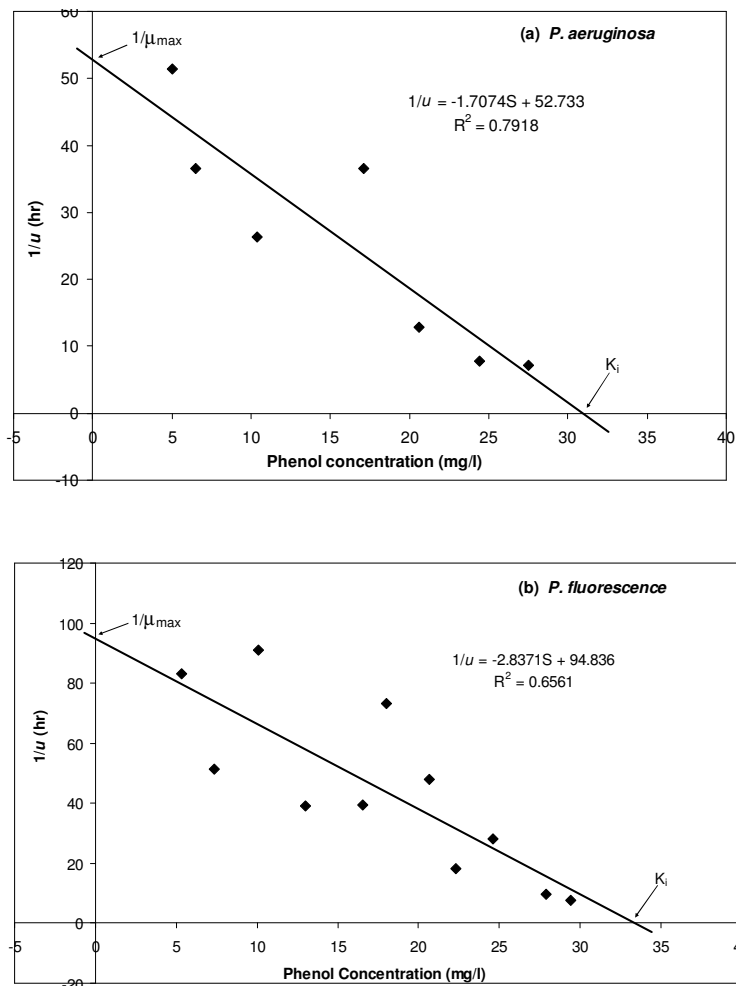 60
(a) P. aeruginosa
1/μmax
50
1/u = -1.7074S + 52.733
R² = 0.7918
40
30
1/u (hr)
20
10
Ki
0
-5 0 5 10 15 20 25 30 35 40
Phenol concentration (mg/l)
-10
120
(b) P. fluorescence
1/μmax
100
1/u = -2.8371S + 94.836
R² = 0.6561
80
1/u (hr)
60
40
20
Ki
0
-5 0 5 10 15 20 25 30 35 40
Phenol Concentration (mg/l)
-20